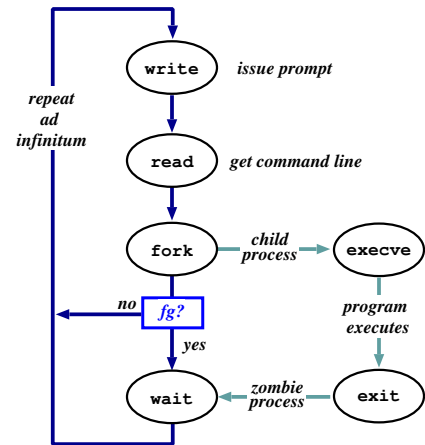 write
issue prompt
repeat
ad
infinitum
read
get command line
fork
child
process
execve
no
fg?
program
executes
yes
wait
zombie
process
exit